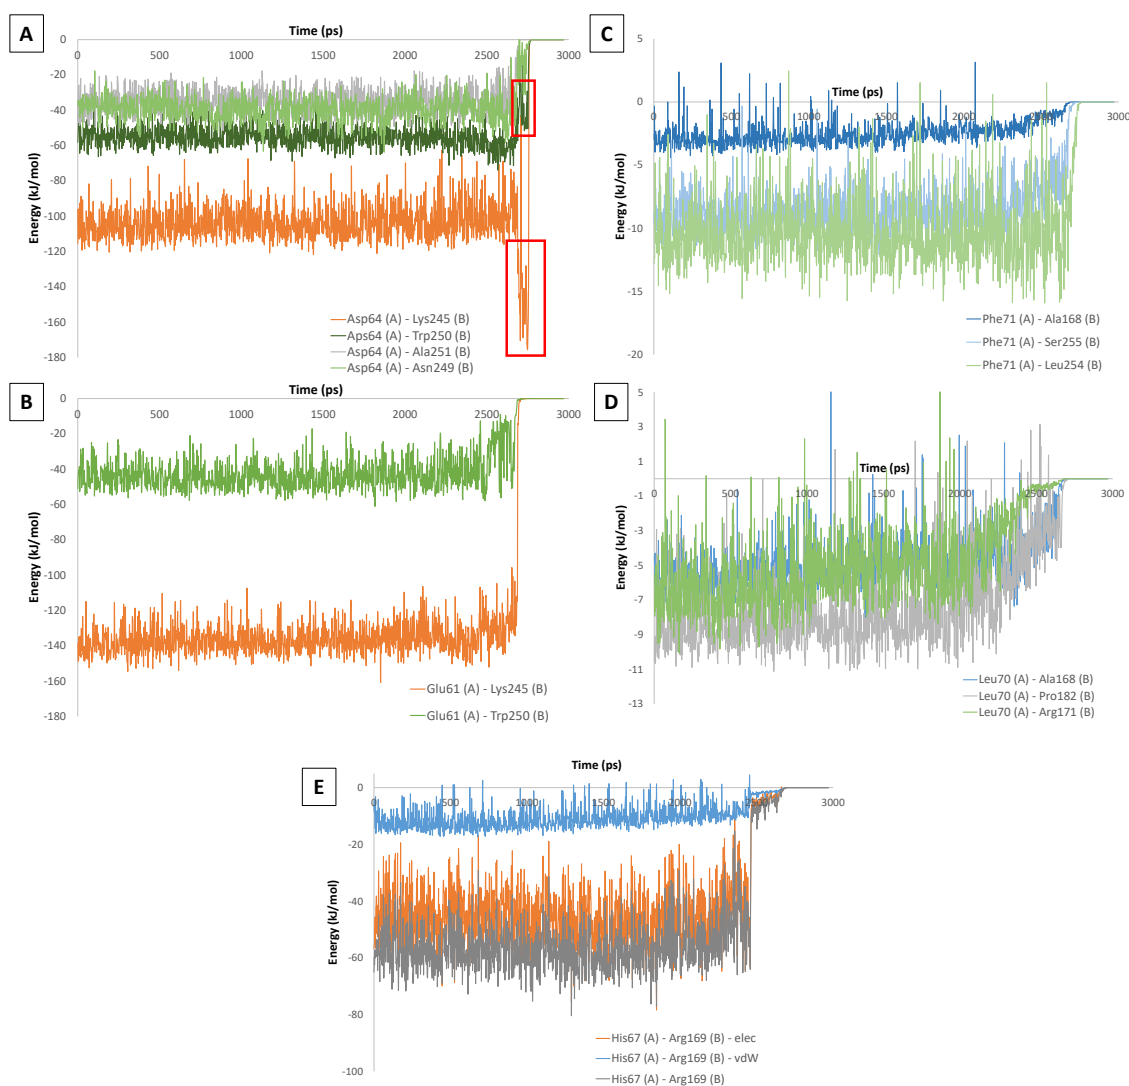 A
Time (ps)
0
0 500 1000 1500 2000 2500 3000
-20
-40
-60
-80
-100
-120
-140
-160
-180
Energy (kJ/mol)
Asp64 (A) - Lys245 (B)
Aps64 (A) - Trp250 (B)
Asp64 (A) - Ala251 (B)
Asp64 (A) - Asn249 (B)
C
5
Time (ps)
0
0 500 1000 1500 2000 2500 3000
-5
-10
-15
-20
Energy (kJ/mol)
Phe71 (A) - Ala168 (B)
Phe71 (A) - Ser255 (B)
Phe71 (A) - Leu254 (B)
B
Time (ps)
0
0 500 1000 1500 2000 2500 3000
-20
-40
-60
-80
-100
-120
-140
-160
-180
Energy (kJ/mol)
Glu61 (A) - Lys245 (B)
Glu61 (A) - Trp250 (B)
D
5
3
1
Time (ps)
0 500 1000 1500 2000 2500 3000
-1
-3
-5
-7
-9
-11
-13
Energy (kJ/mol)
Leu70 (A) - Ala168 (B)
Leu70 (A) - Pro182 (B)
Leu70 (A) - Arg171 (B)
E
Time (ps)
0
0 500 1000 1500 2000 2500 3000
-20
-40
-60
-80
-100
Energy (kJ/mol)
His67 (A) - Arg169 (B) - elec
His67 (A) - Arg169 (B) - vdW
His67 (A) - Arg169 (B)